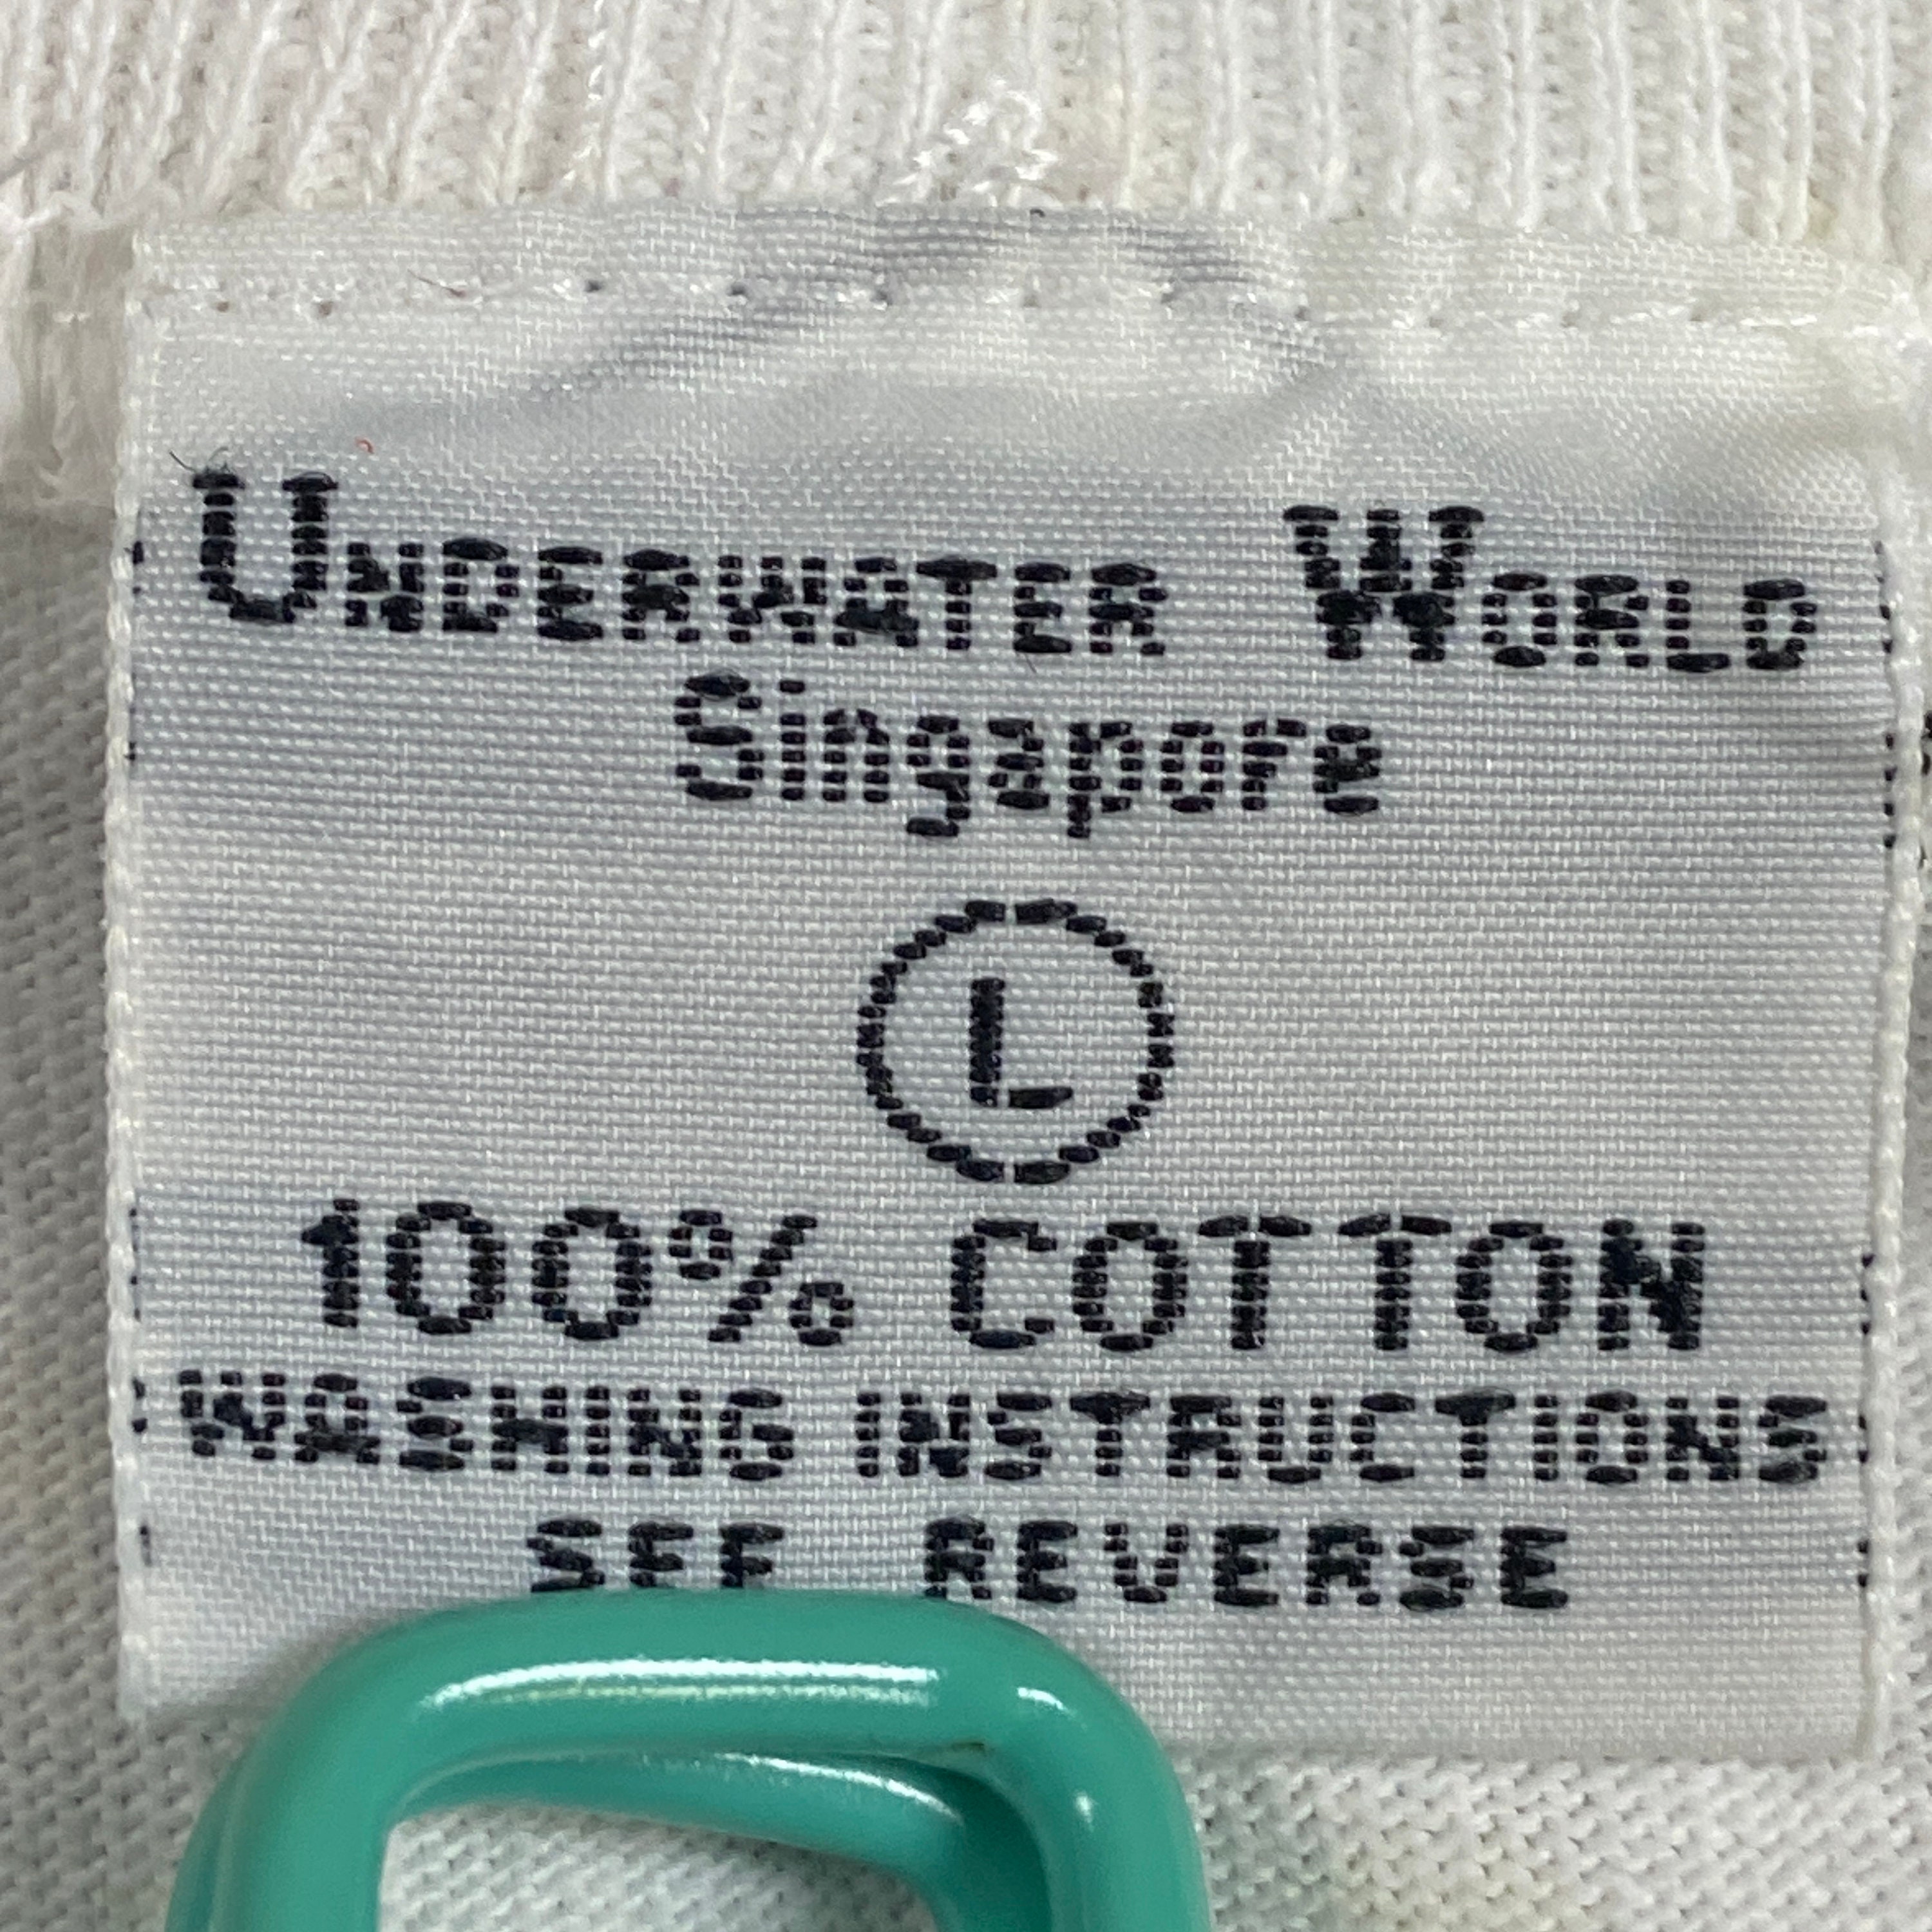 UNDERWATER WORLD
Singapore
L
100% COTTON
WASHING INSTRUCTIONS
SEE REVERSE